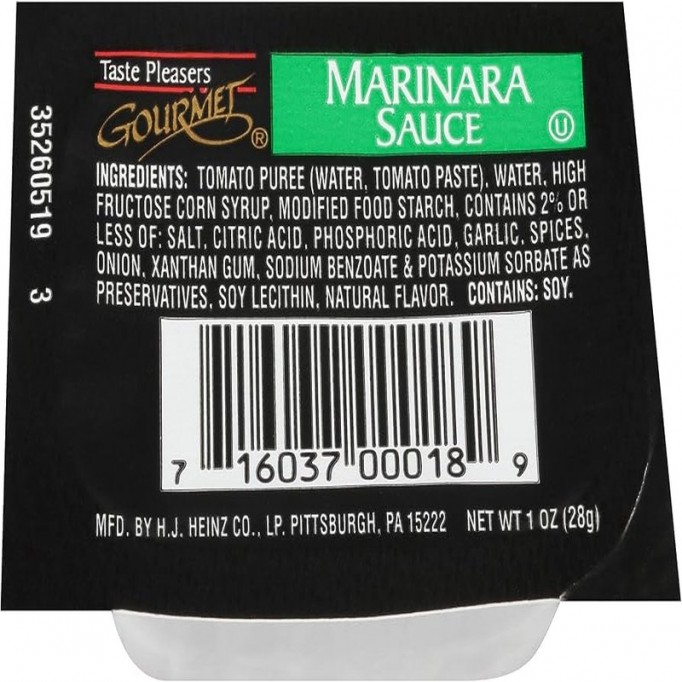 Taste Pleasers
GOURMET®
MARINARA
SAUCE
Ⓤ
INGREDIENTS: TOMATO PUREE (WATER, TOMATO PASTE), WATER, HIGH
FRUCTOSE CORN SYRUP, MODIFIED FOOD STARCH, CONTAINS 2% OR
LESS OF: SALT, CITRIC ACID, PHOSPHORIC ACID, GARLIC, SPICES,
ONION, XANTHAN GUM, SODIUM BENZOATE & POTASSIUM SORBATE AS
PRESERVATIVES, SOY LECITHIN, NATURAL FLAVOR. CONTAINS: SOY.
35260519 3
7 16037 00018 9
MFD. BY H.J. HEINZ CO., LP, PITTSBURGH, PA 15222 NET WT 1 OZ (28g)